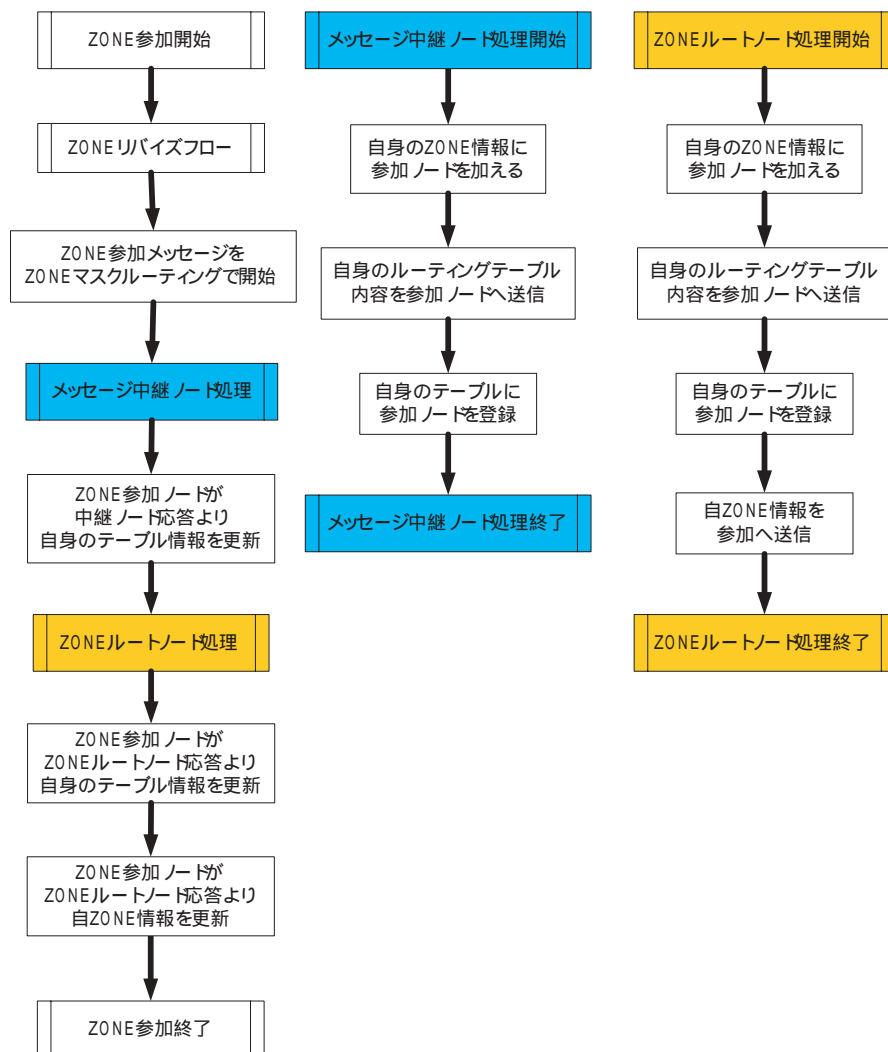 ZONE参加開始
ZONEリバイズフロー
ZONE参加メッセージを
ZONEマスクルーティングで開始
メッセージ中継ノード処理
ZONE参加ノードが
中継ノード応答より
自身のテーブル情報を更新
ZONEルートノード処理
ZONE参加ノードが
ZONEルートノード応答より
自身のテーブル情報を更新
ZONE参加ノードが
ZONEルートノード応答より
自ZONE情報を更新
ZONE参加終了
メッセージ中継ノード処理開始
自身のZONE情報に
参加ノードを加える
自身のルーティングテーブル
内容を参加ノードへ送信
自身のテーブルに
参加ノードを登録
メッセージ中継ノード処理終了
ZONEルートノード処理開始
自身のZONE情報に
参加ノードを加える
自身のルーティングテーブル
内容を参加ノードへ送信
自身のテーブルに
参加ノードを登録
自ZONE情報を
参加へ送信
ZONEルートノード処理終了